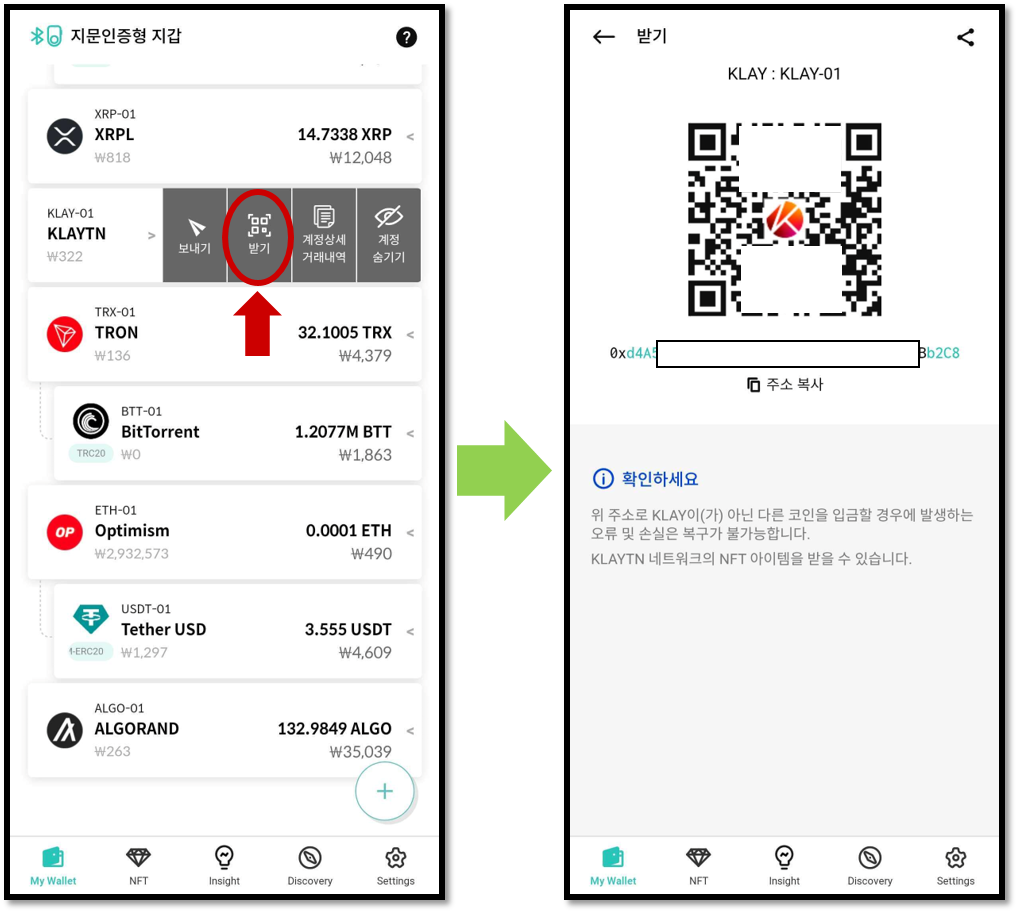 지문인증형 지갑
?
XRP-01
XRPL
₩818
14.7338 XRP
₩12,048
<
KLAY-01
KLAYTN
₩322
>
보내기
받기
계정상세
거래내역
계정
숨기기
TRX-01
TRON
₩136
32.1005 TRX
₩4,379
<
BTT-01
BitTorrent
TRC20
₩0
1.2077M BTT
₩1,863
<
ETH-01
OP
Optimism
₩2,932,573
0.0001 ETH
₩490
<
USDT-01
Tether USD
M-ERC20
₩1,297
3.555 USDT
₩4,609
<
ALGO-01
ALGORAND
₩263
132.9849 ALGO
₩35,039
<
+
My Wallet
NFT
Insight
Discovery
Settings
받기
KLAY : KLAY-01
0xd4A5
Bb2C8
주소 복사
확인하세요
위 주소로 KLAY이(가) 아닌 다른 코인을 입금할 경우에 발생하는
오류 및 손실은 복구가 불가능합니다.
KLAYTN 네트워크의 NFT 아이템을 받을 수 있습니다.
My Wallet
NFT
Insight
Discovery
Settings